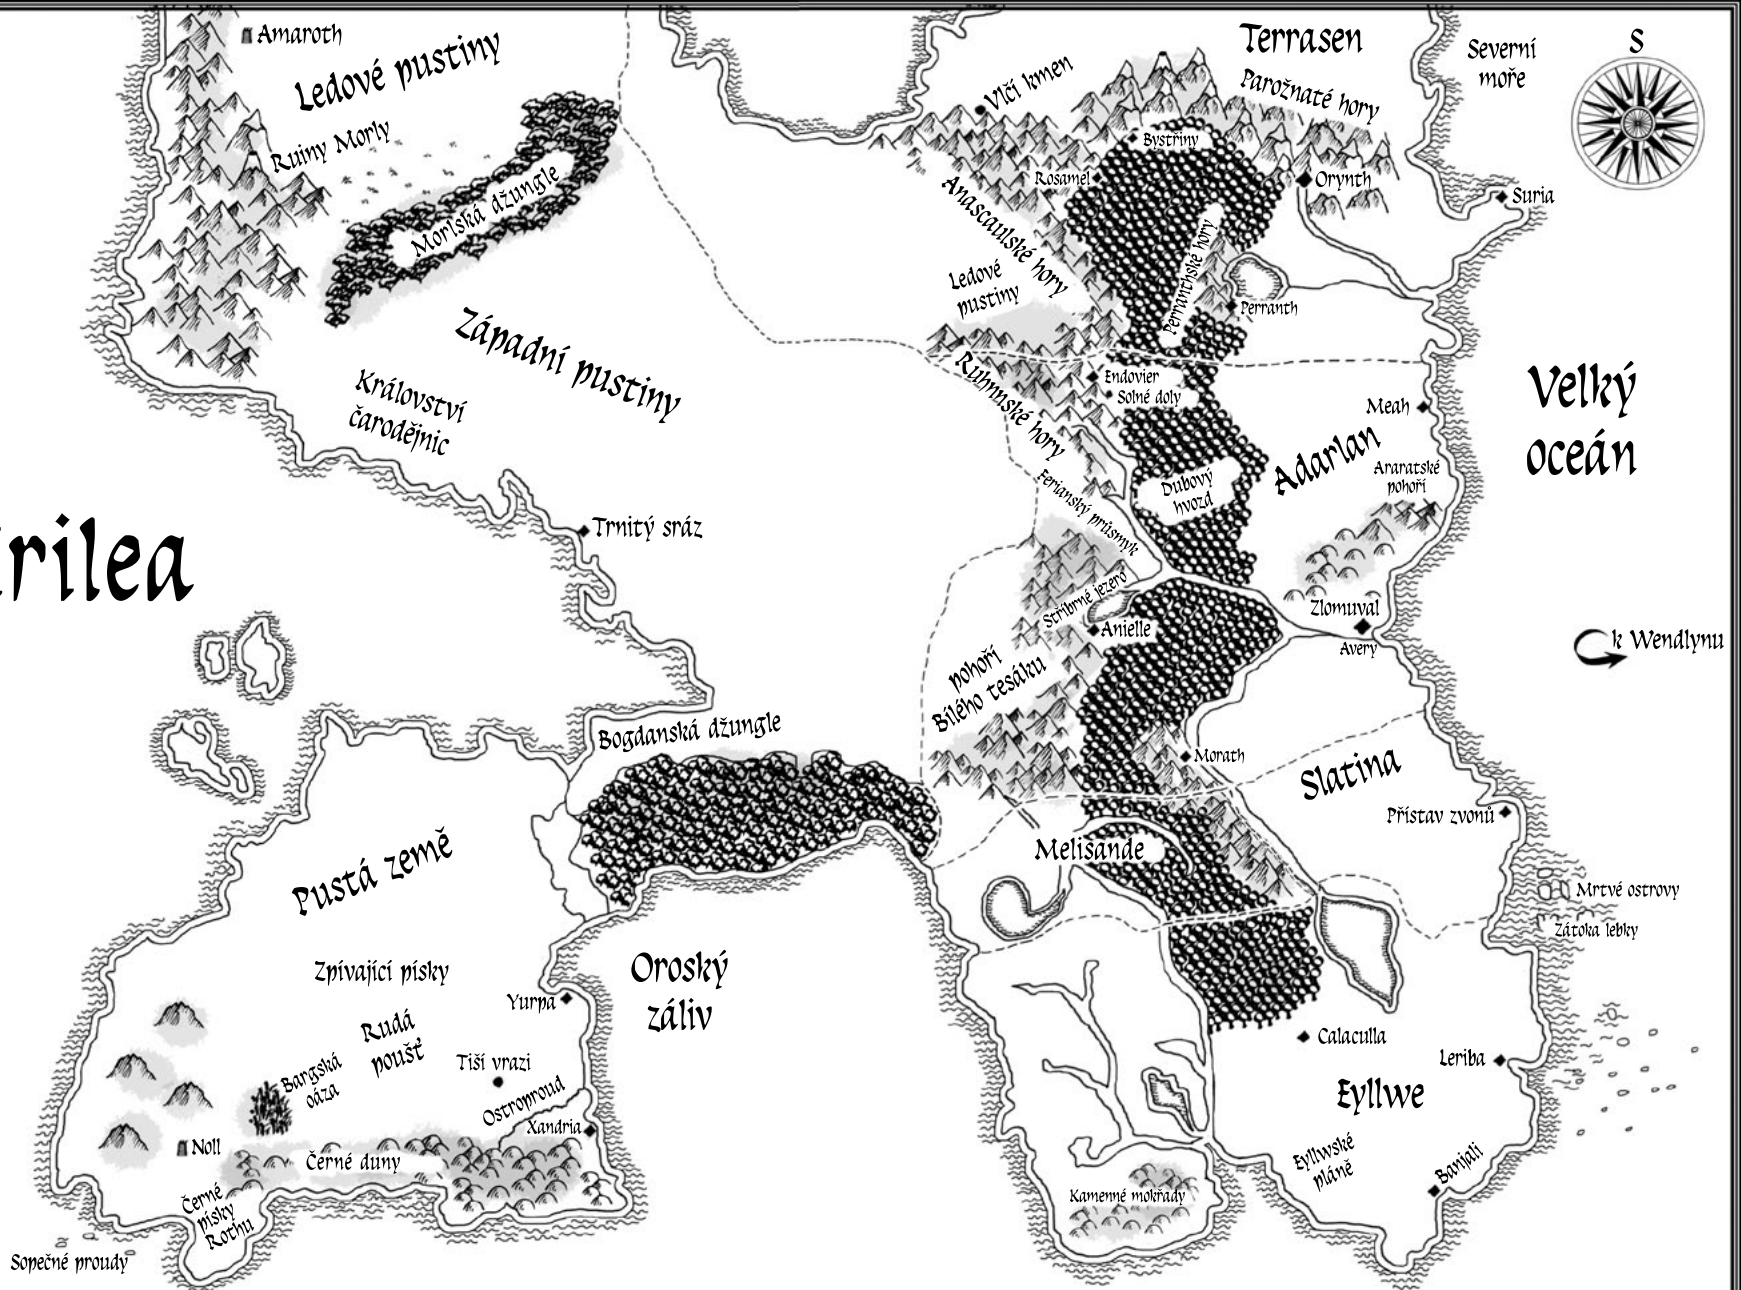 Amaroth
Ledové pustiny
Ruiny Morly
Morlská džungle
Západní pustiny
Království
čarodějnic
Trnitý sráz
rilea
Terrasen
Severní
moře
S
Vlčí kmen
Parožnaté hory
Bystřiny
Rosamel
Orynth
Suria
Anascaulské hory
Ledové
pustiny
Perranthské hory
Perranth
Ruhnnské hory
Endovier
Solné doly
Meah
Adarlan
Velký
oceán
Araratské
pohoří
Dubový
hvozd
Ferianský průsmyk
Stříbrné jezero
Anielle
Zlomuval
Avery
k Wendlynu
pohoří
Bílého tesáku
Bogdanská džungle
Morath
Slatina
Přístav zvonů
Melisande
Mrtvé ostrovy
Zátoka lebky
Pustá země
Oroský
záliv
Zpívající písky
Yurpa
Rudá
poušť
Tiší vrazi
Bargská
oáza
Ostroproud
Xandria
Noll
Černé duny
Černé
písky
Rothu
Sopečné proudy
Calaculla
Leriba
Eyllwe
Eyllwské
pláně
Banjali
Kamenné mokřady